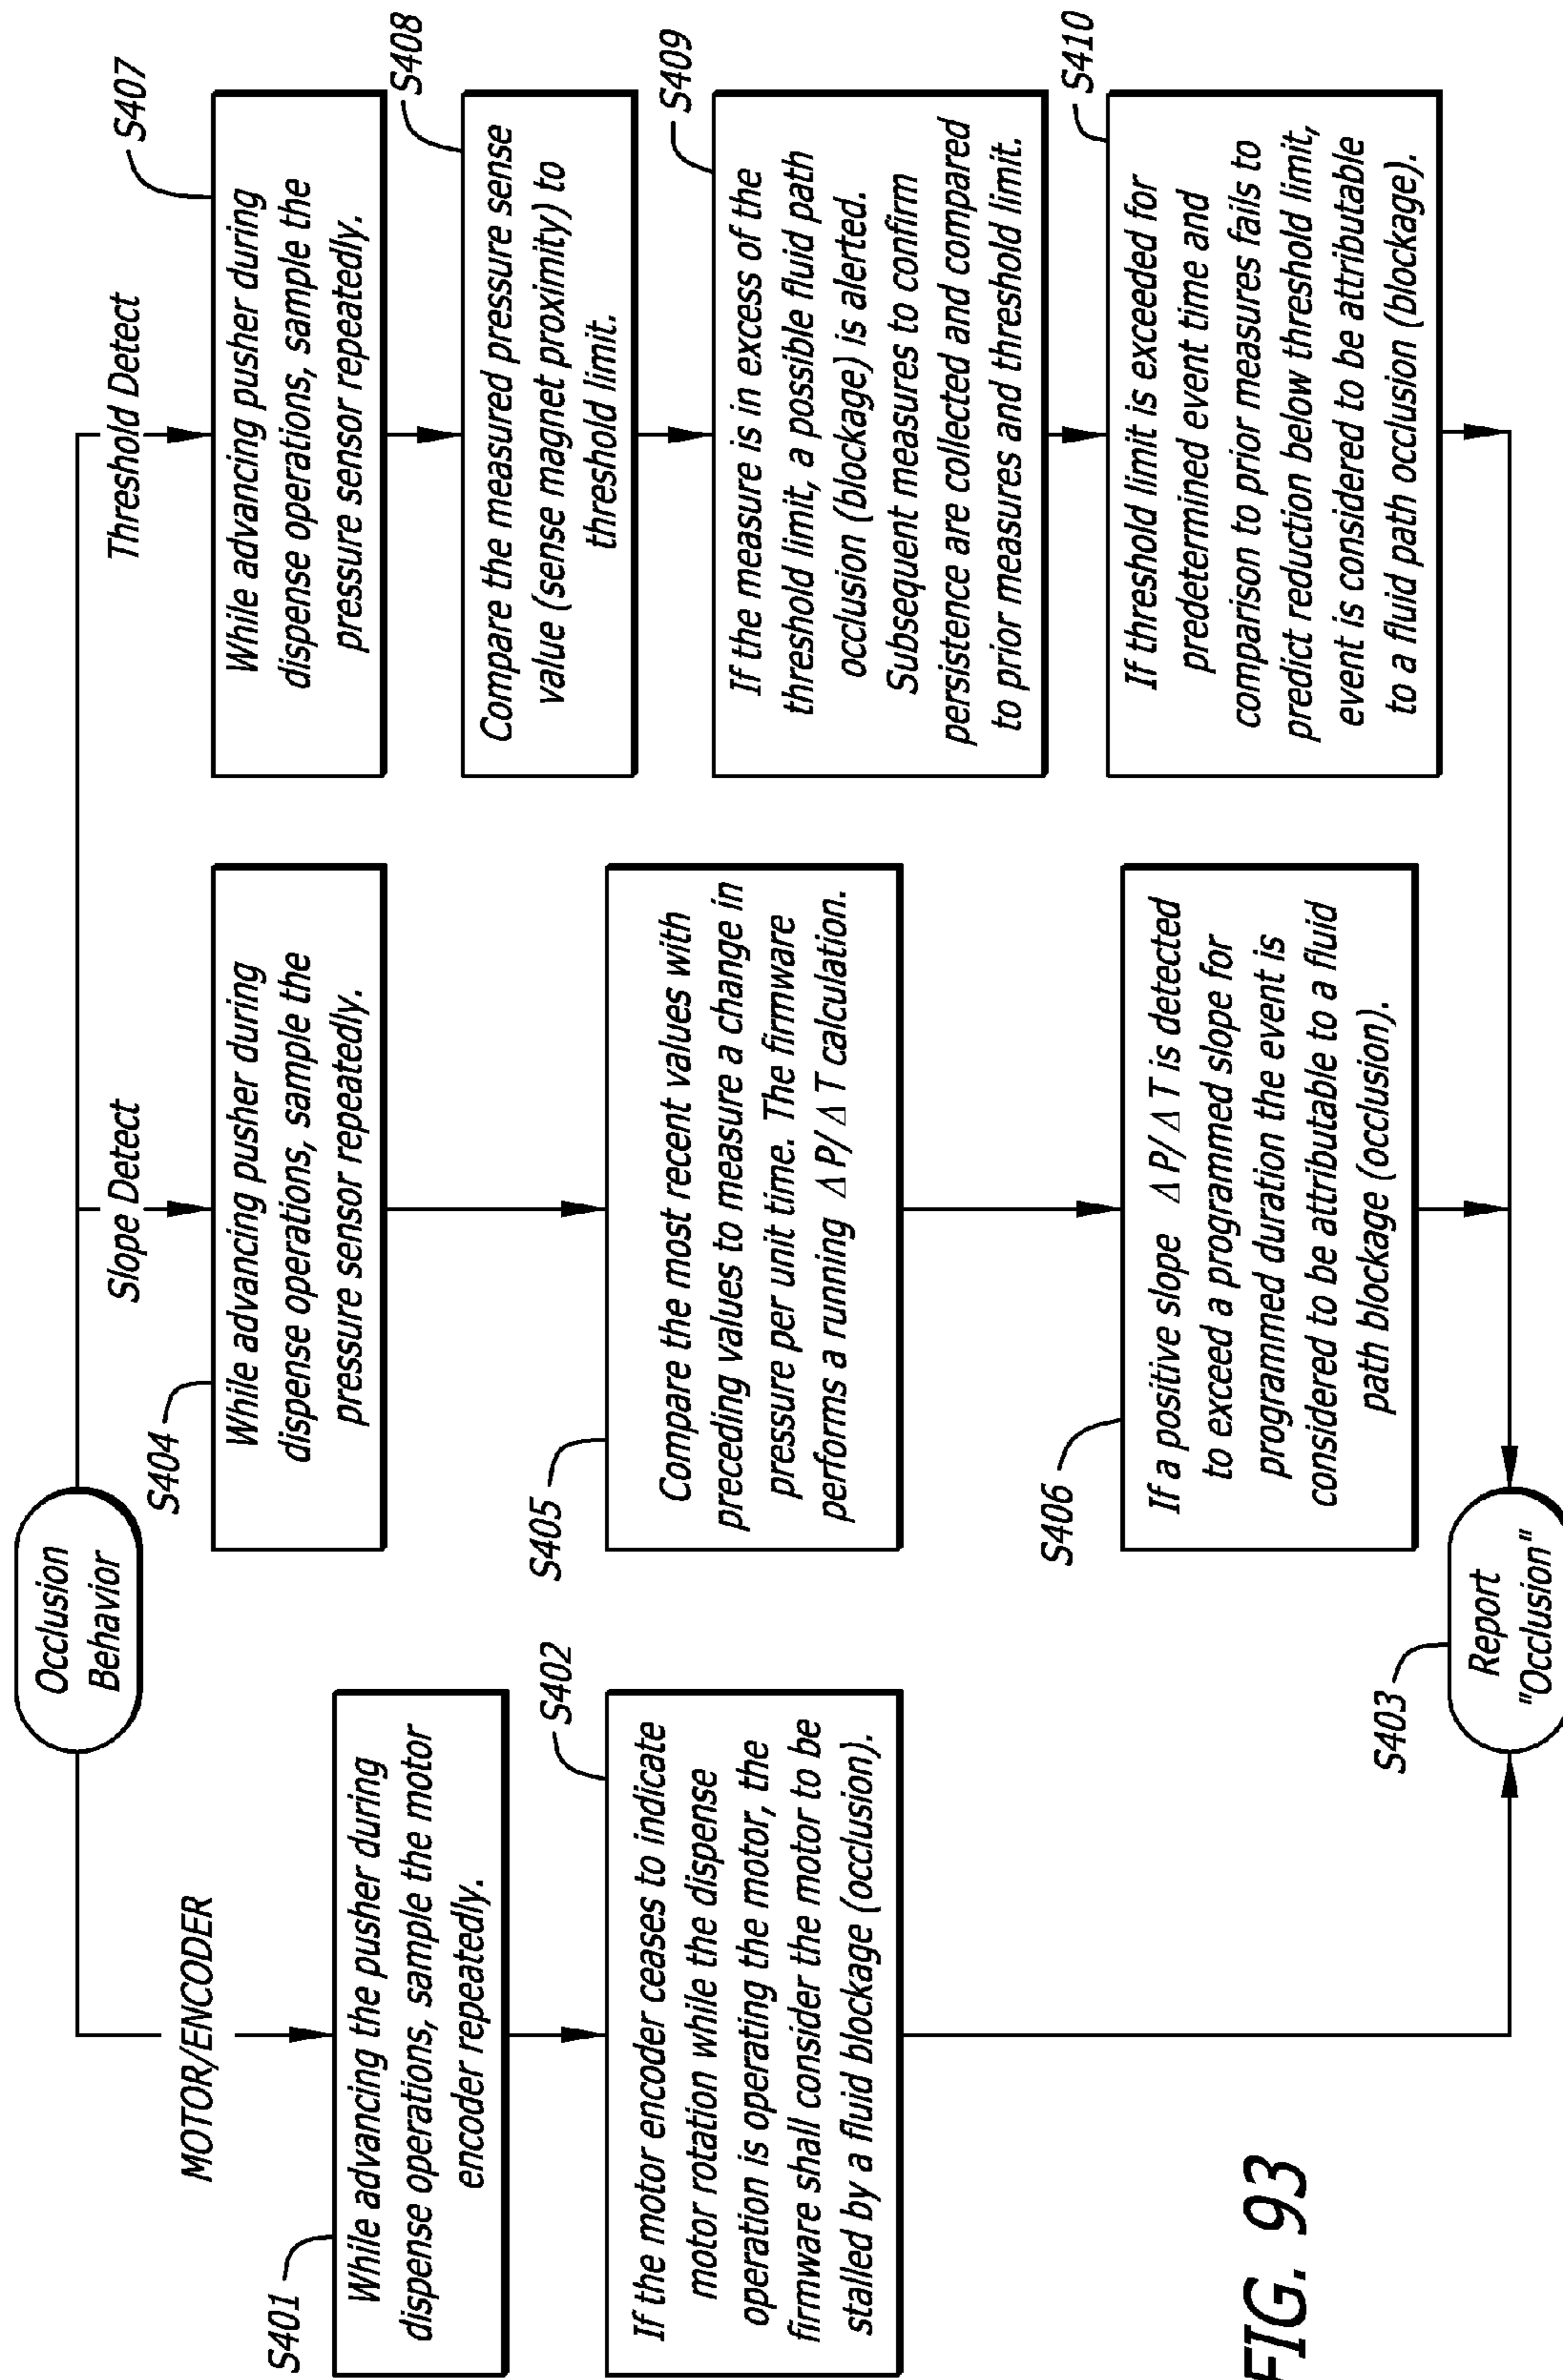 Occlusion
Behavior
MOTOR/ENCODER
S401
While advancing the pusher during
dispense operations, sample the motor
encoder repeatedly.
S402
If the motor encoder ceases to indicate
motor rotation while the dispense
operation is operating the motor, the
firmware shall consider the motor to be
stalled by a fluid blockage (occlusion).
Slope Detect
S404
While advancing pusher during
dispense operations, sample the
pressure sensor repeatedly.
S405
Compare the most recent values with
preceding values to measure a change in
pressure per unit time. The firmware
performs a running Δ P/ Δ T calculation.
S406
If a positive slope Δ P/ Δ T is detected
to exceed a programmed slope for
programmed duration the event is
considered to be attributable to a fluid
path blockage (occlusion).
Threshold Detect
S407
While advancing pusher during
dispense operations, sample the
pressure sensor repeatedly.
S408
Compare the measured pressure sense
value (sense magnet proximity) to
threshold limit.
S409
If the measure is in excess of the
threshold limit, a possible fluid path
occlusion (blockage) is alerted.
Subsequent measures to confirm
persistence are collected and compared
to prior measures and threshold limit.
S410
If threshold limit is exceeded for
predetermined event time and
comparison to prior measures fails to
predict reduction below threshold limit,
event is considered to be attributable
to a fluid path occlusion (blockage).
S403
Report
"Occlusion"
FIG. 93